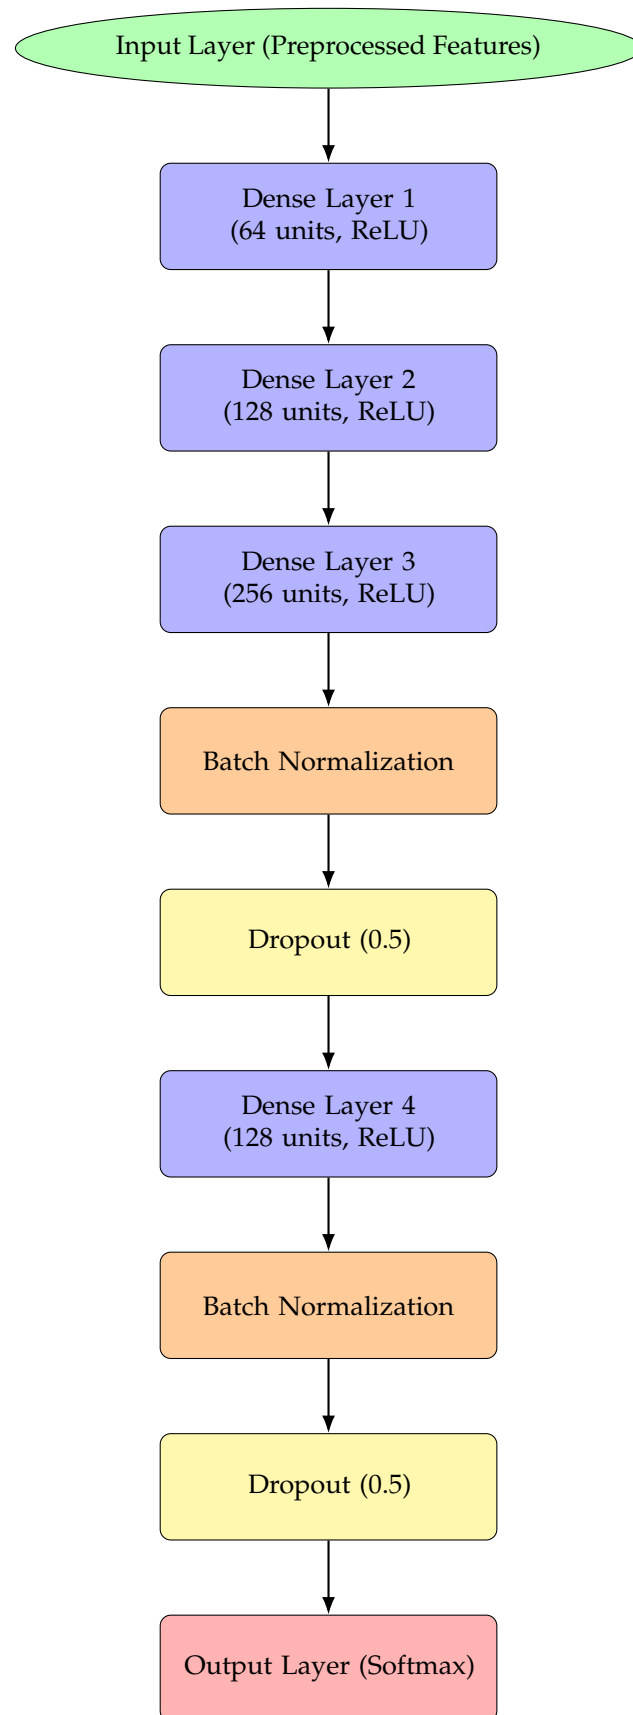 Input Layer (Preprocessed Features)
Dense Layer 1
(64 units, ReLU)
Dense Layer 2
(128 units, ReLU)
Dense Layer 3
(256 units, ReLU)
Batch Normalization
Dropout (0.5)
Dense Layer 4
(128 units, ReLU)
Batch Normalization
Dropout (0.5)
Output Layer (Softmax)